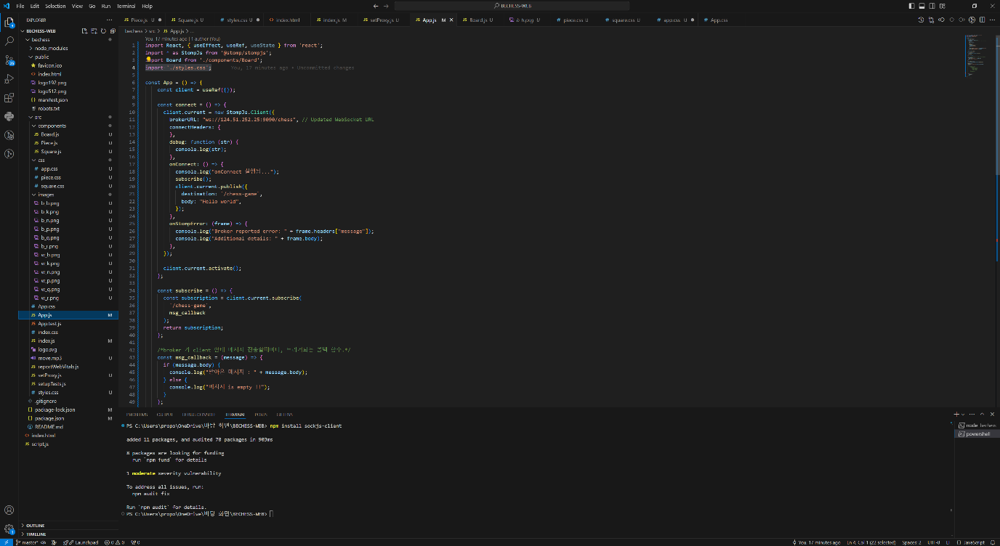 File Edit Selection View Go Run Terminal Help
BECHESS-WEB
EXPLORER
BECHESS-WEB
bechess
node_modules
public
favicon.ico
index.html
logo192.png
logo512.png
manifest.json
robots.txt
src
components
Board.js U
Piece.js U
Square.js U
css
app.css U
piece.css U
square.css U
images
b_b.png U
b_k.png U
b_n.png U
b_p.png U
b_q.png U
b_r.png U
w_b.png U
w_k.png U
w_n.png U
w_p.png U
w_q.png U
w_r.png U
App.css
App.js M
App.test.js
index.css
index.js M
logo.svg
move.mp3 U
reportWebVitals.js
setProxy.js U
setupTests.js
styles.css U
.gitignore
package-lock.json M
package.json M
README.md
index.html
script.js
OUTLINE
TIMELINE
Piece.js U Square.js U styles.css U index.html index.js M setProxy.js U App.js M Board.js U b_n.png U piece.css U square.css U app.css U App.css
bechess > src > App.js > ...
You, 17 minutes ago | 1 author (You)
1 import React, { useEffect, useRef, useState } from 'react';
2 import * as StompJs from '@stomp/stompjs';
3 import Board from './components/Board';
4 import './styles.css'; You, 17 minutes ago • Uncommitted changes
5
6 const App = () => {
7 const client = useRef({});
8
9 const connect = () => {
10 client.current = new StompJs.Client({
11 brokerURL: "ws://124.51.252.25:9090/chess", // Updated WebSocket URL
12 connectHeaders: {
13 },
14 debug: function (str) {
15 console.log(str);
16 },
17 onConnect: () => {
18 console.log("onConnect 실행됨...");
19 subscribe();
20 client.current.publish({
21 destination: `/chess-game`,
22 body: "Hello world",
23 });
24 },
25 onStompError: (frame) => {
26 console.log("Broker reported error: " + frame.headers["message"]);
27 console.log("Additional details: " + frame.body);
28 },
29 });
30
31 client.current.activate();
32 };
33
34 const subscribe = () => {
35 const subscription = client.current.subscribe(
36 `/chess-game`,
37 msg_callback
38 );
39 return subscription;
40 };
41
42 /*broker 가 client 한테 메시지 전송할때마다, 트리거되는 콜백 함수.*/
43 const msg_callback = (message) => {
44 if (message.body) {
45 console.log("받아온 메시지 : " + message.body);
46 } else {
47 console.log("메시지 is empty !!");
48 }
49 };
PROBLEMS OUTPUT DEBUG CONSOLE TERMINAL PORTS GITLENS
PS C:\Users\propo\OneDrive\바탕 화면\BECHESS-WEB> npm install sockjs-client
added 11 packages, and audited 70 packages in 903ms
8 packages are looking for funding
run `npm fund` for details
1 moderate severity vulnerability
To address all issues, run:
npm audit fix
Run `npm audit` for details.
PS C:\Users\propo\OneDrive\바탕 화면\BECHESS-WEB>
node bechess
powershell
master* Launchpad 0 0 0
You, 17 minutes ago Ln 4, Col 1 (22 selected) Spaces: 2 UTF-8 JavaScript